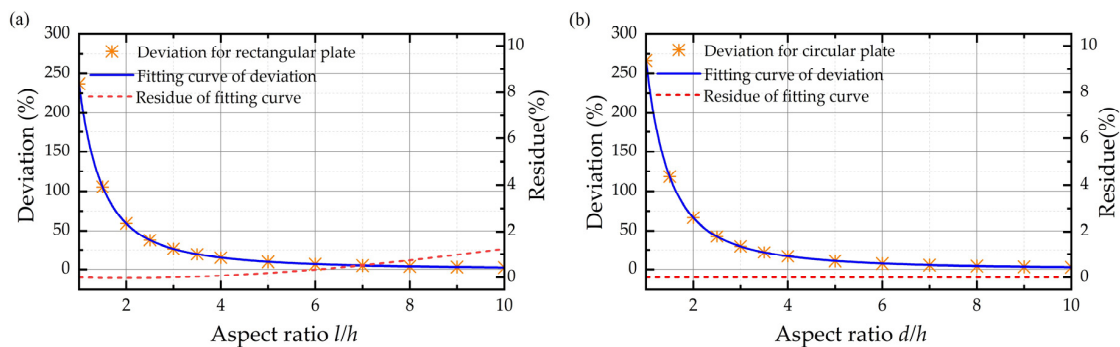 (a)
300
250
200
150
100
50
0
Deviation (%)
Deviation for rectangular plate
Fitting curve of deviation
Residue of fitting curve
10
8
6
4
2
0
Residue(%)
2 4 6 8 10
Aspect ratio l/h
(b)
300
250
200
150
100
50
0
Deviation (%)
Deviation for circular plate
Fitting curve of deviation
Residue of fitting curve
10
8
6
4
2
0
Residue(%)
2 4 6 8 10
Aspect ratio d/h